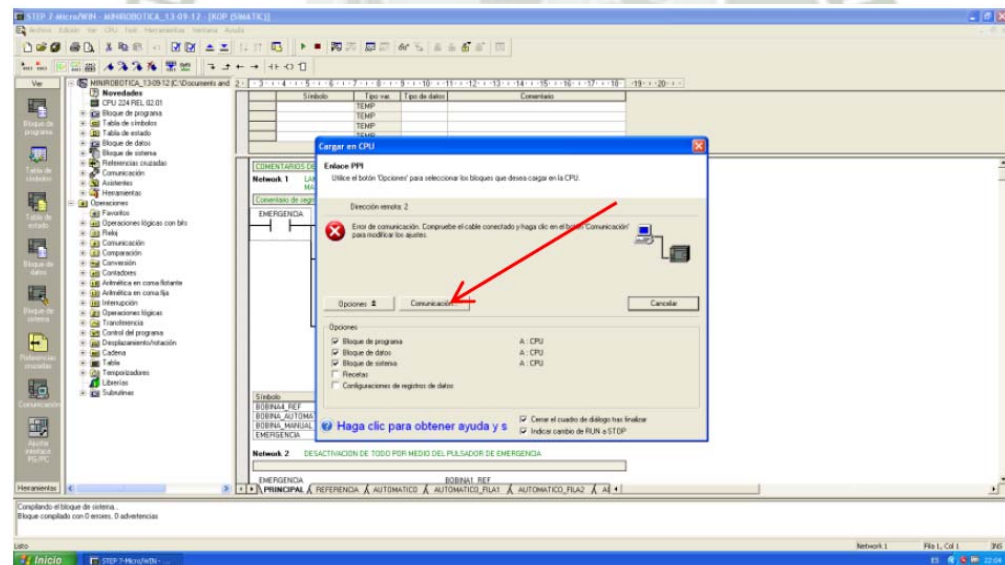 STEP 7-Micro/WIN - MINIROBOTICA_13-09-12 - [KOP (SIMATIC)]
Archivo Edición Ver CPU Test Herramientas Ventana Ayuda
Ver
Bloque de programa
Tabla de símbolos
Tabla de estado
Bloque de datos
Bloque de sistema
Referencias cruzadas
Comunicación
Ajustar interface PG/PC
Herramientas
MINIROBOTICA_13-09-12 (C:\Documents and
Novedades
CPU 224 REL 02.01
Bloque de programa
Tabla de símbolos
Tabla de estado
Bloque de datos
Bloque de sistema
Referencias cruzadas
Comunicación
Asistentes
Herramientas
Operaciones
Favoritos
Operaciones lógicas con bits
Reloj
Comunicación
Comparación
Conversión
Contadores
Aritmética en coma flotante
Aritmética en coma fija
Interrupción
Operaciones lógicas
Transferencia
Control del programa
Desplazamiento/rotación
Cadena
Tabla
Temporizadores
Librerías
Subrutinas
Símbolo Tipo var. Tipo de datos Comentario
TEMP
TEMP
TEMP
TEMP
COMENTARIOS DE
Network 1
EMERGENCIA
Símbolo
BOBINA4_REF
BOBINA_AUTOMA
BOBINA_MANUAL
EMERGENCIA
Network 2 DESACTIVACION DE TODO POR MEDIO DEL PULSADOR DE EMERGENCIA
EMERGENCIA BOBINA1_REF
PRINCIPAL REFERENCIA AUTOMATICO AUTOMATICO_FILA1 AUTOMATICO_FILA2
Cargar en CPU
Enlace PPI
Utilice el botón 'Opciones' para seleccionar los bloques que desea cargar en la CPU.
Dirección remota: 2
Error de comunicación. Compruebe el cable conectado y haga clic en el botón 'Comunicación'
para modificar los ajustes.
Opciones Comunicación... Cancelar
Opciones
Bloque de programa A : CPU
Bloque de datos A : CPU
Bloque de sistema A : CPU
Recetas
Configuraciones de registros de datos
Haga clic para obtener ayuda y s
Cerrar el cuadro de diálogo tras finalizar
Indicar cambio de RUN a STOP
Compilando el bloque de sistema...
Bloque compilado con 0 errores, 0 advertencias
Listo Network 1 Fila 1, Col 1 INS
Inicio STEP 7-Micro/WIN - ... ES 22:04